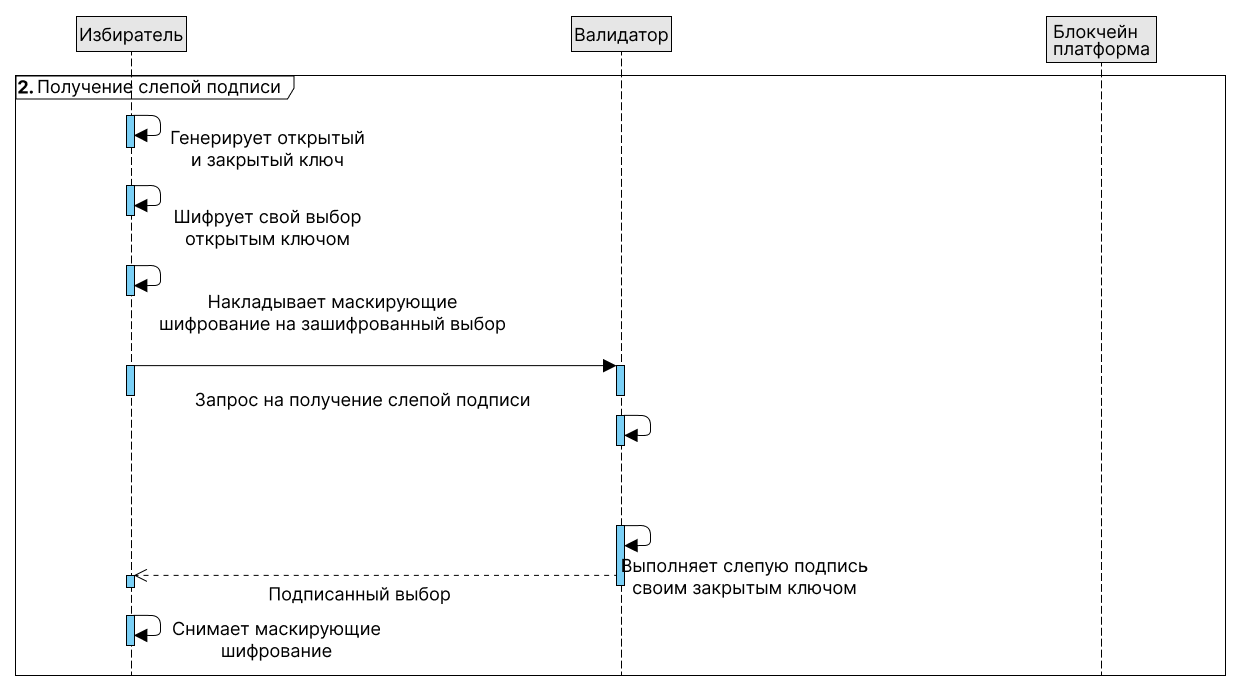 Избиратель
Валидатор
Блокчейн
платформа
2. Получение слепой подписи
Генерирует открытый
и закрытый ключ
Шифрует свой выбор
открытым ключом
Накладывает маскирующие
шифрование на зашифрованный выбор
Запрос на получение слепой подписи
Выполняет слепую подпись
своим закрытым ключом
Подписанный выбор
Снимает маскирующие
шифрование